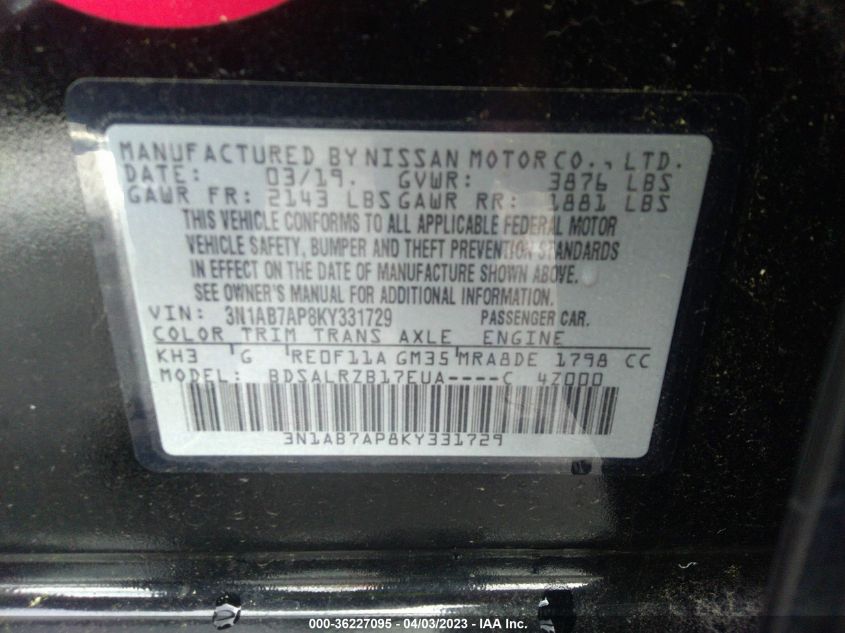 MANUFACTURED BY NISSAN MOTOR CO., LTD.
DATE: 03/19. GVWR: 3876 LBS
GAWR FR: 2143 LBS GAWR RR: 1881 LBS
THIS VEHICLE CONFORMS TO ALL APPLICABLE FEDERAL MOTOR
VEHICLE SAFETY, BUMPER AND THEFT PREVENTION STANDARDS
IN EFFECT ON THE DATE OF MANUFACTURE SHOWN ABOVE.
SEE OWNER'S MANUAL FOR ADDITIONAL INFORMATION.
VIN: 3N1AB7AP8KY331729 PASSENGER CAR.
COLOR TRIM TRANS AXLE ENGINE
KH3 G RE0F11A GM35 MRA8DE 1798 CC
MODEL: BDSALRZB17EUA----C 4Z000
3N1AB7AP8KY331729
000-36227095 - 04/03/2023 - IAA Inc.